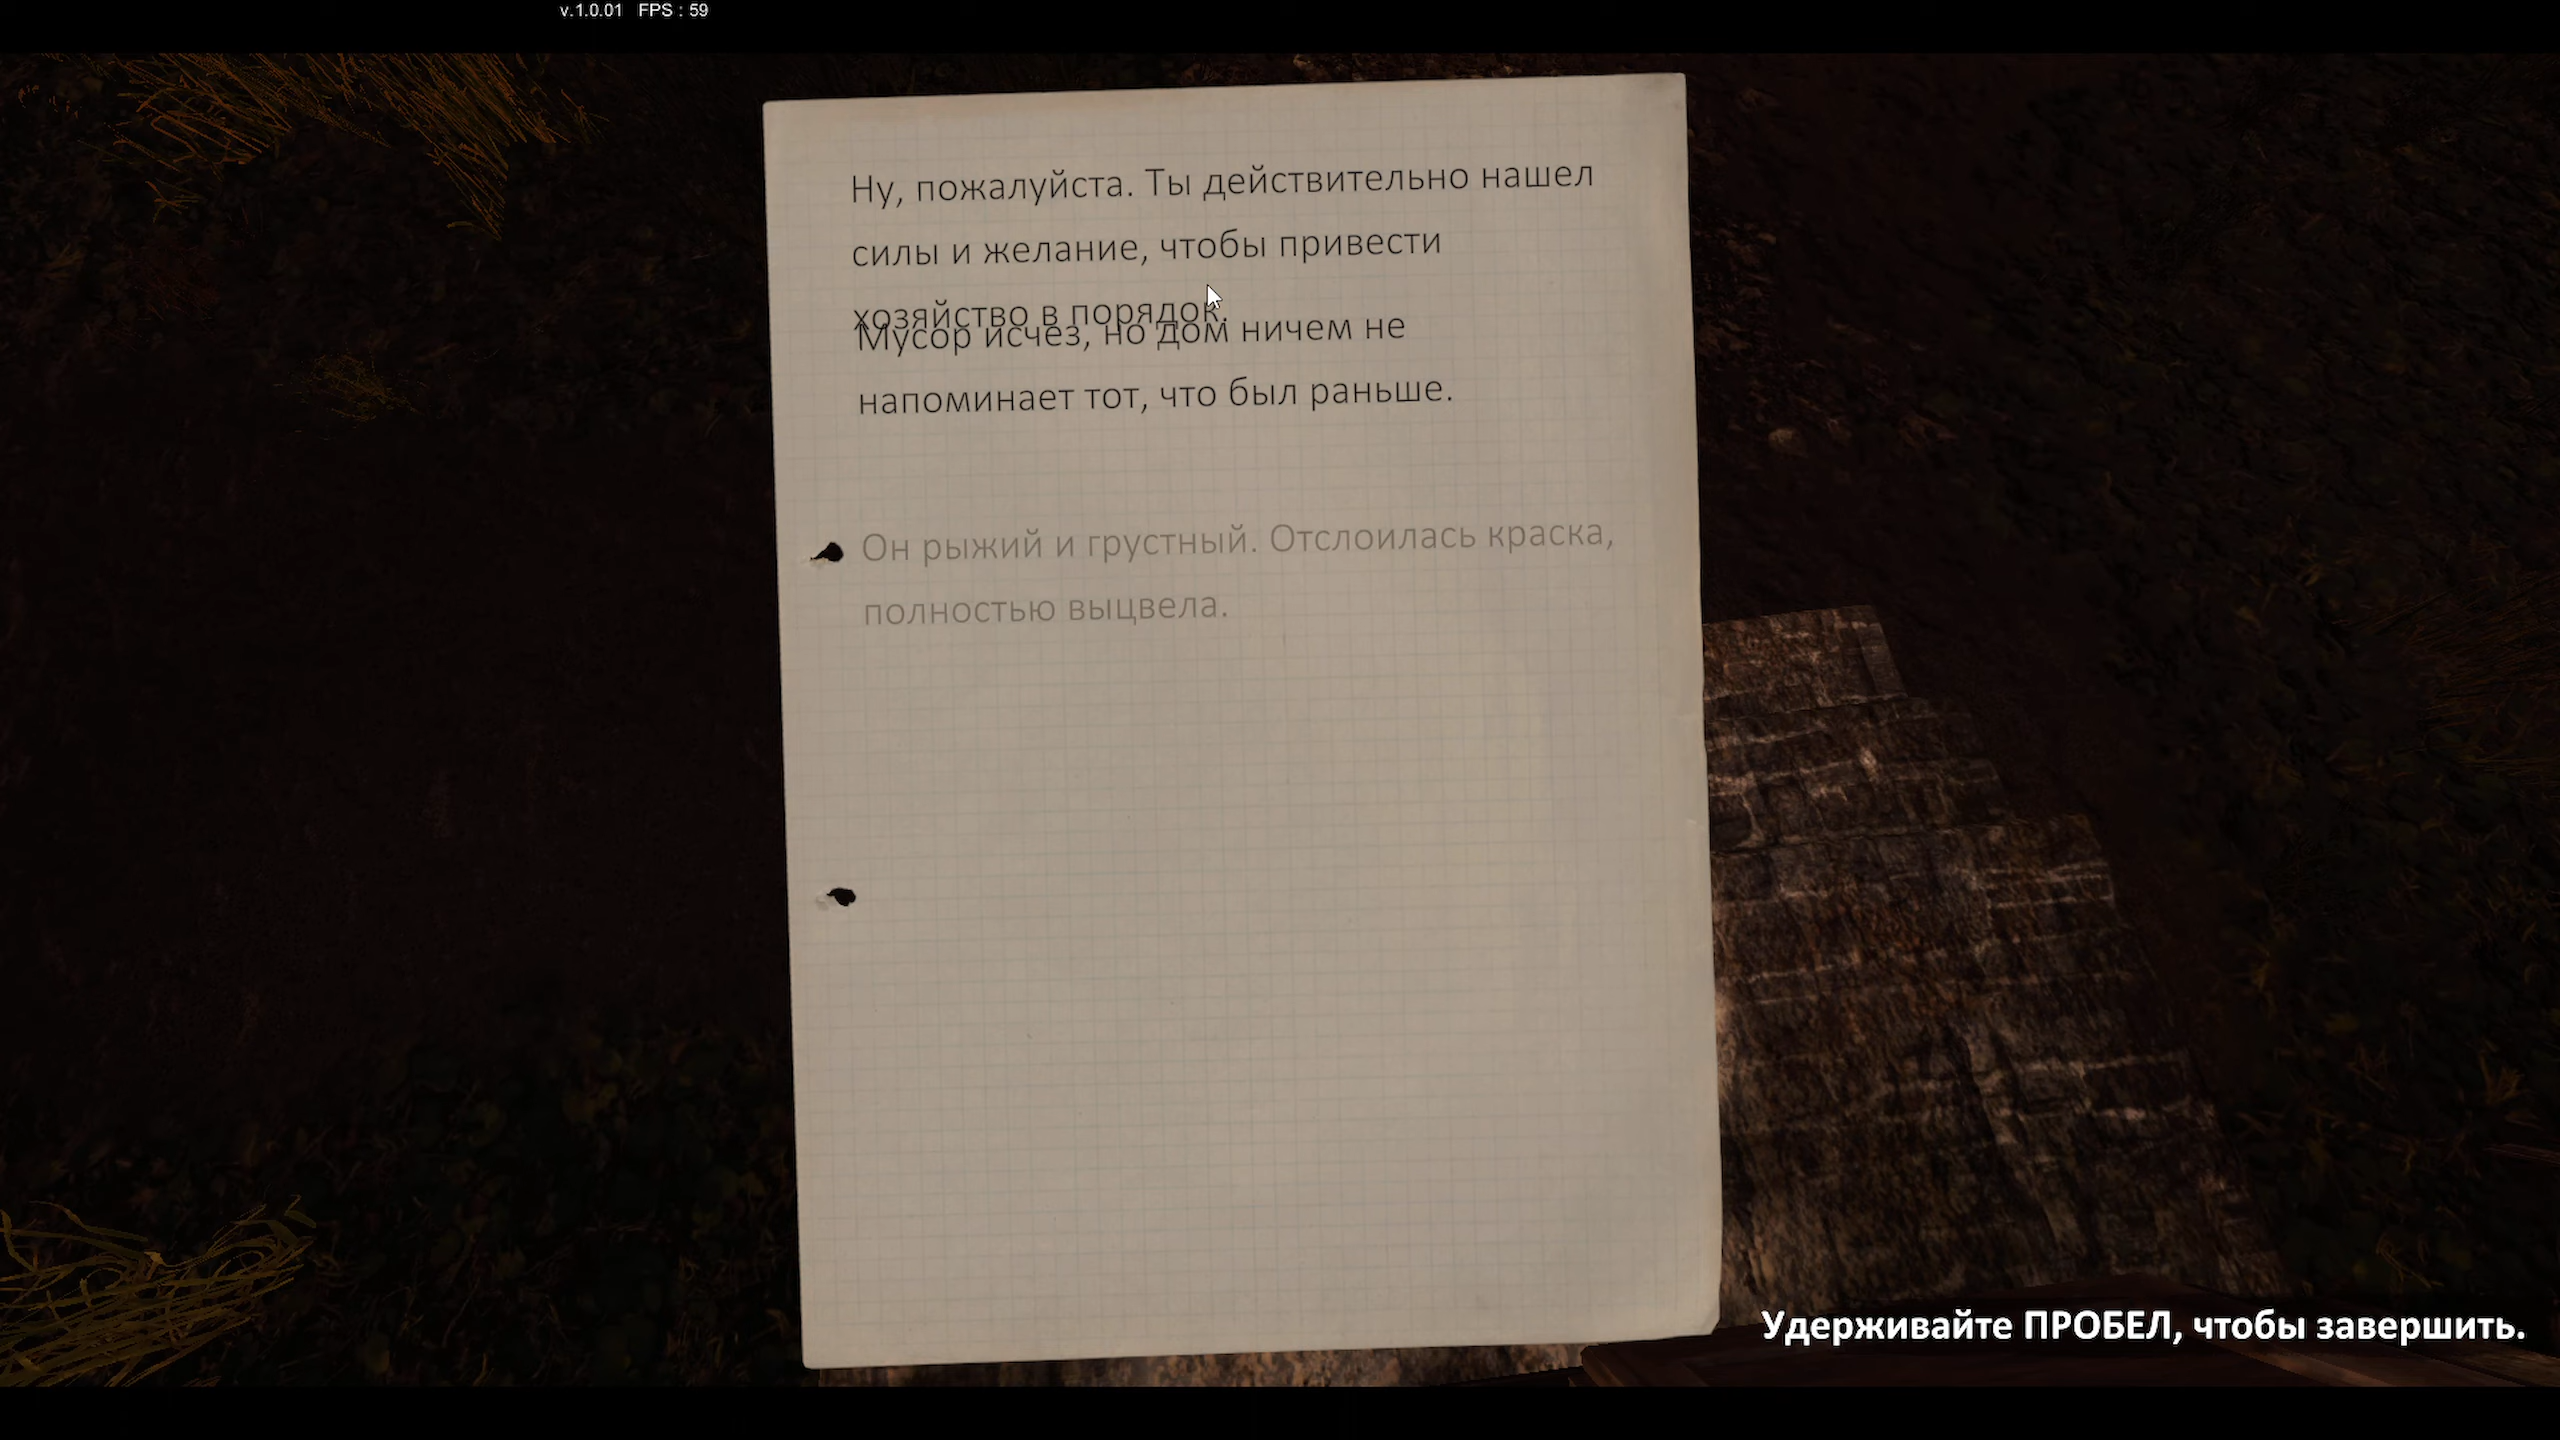 v.1.0.01 FPS : 59
Ну, пожалуйста. Ты действительно нашел
силы и желание, чтобы привести
хозяйство в порядок.
Мусор исчез, но дом ничем не
напоминает тот, что был раньше.
Он рыжий и грустный. Отслоилась краска,
полностью выцвела.
Удерживайте ПРОБЕЛ, чтобы завершить.